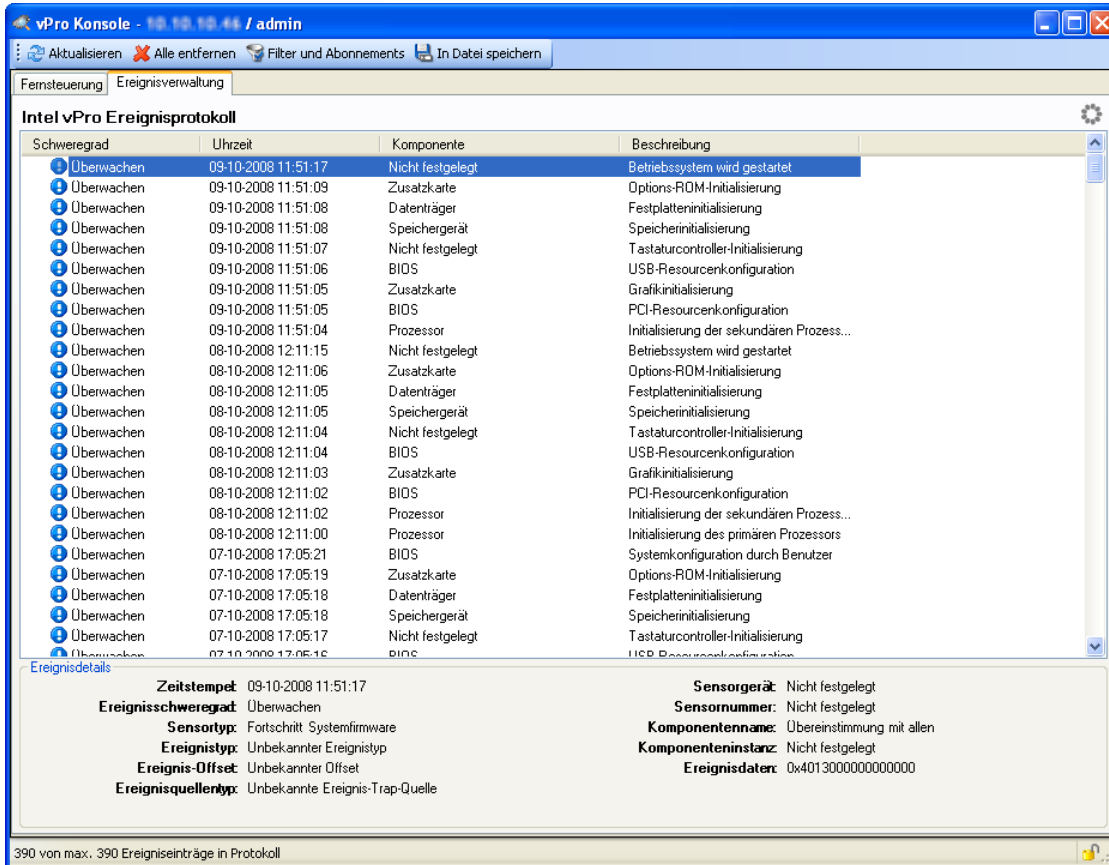 vPro Konsole - / admin
Aktualisieren Alle entfernen Filter und Abonnements In Datei speichern
Fernsteuerung Ereignisverwaltung
Intel vPro Ereignisprotokoll
Schweregrad Uhrzeit Komponente Beschreibung
Überwachen 09-10-2008 11:51:17 Nicht festgelegt Betriebssystem wird gestartet
Überwachen 09-10-2008 11:51:09 Zusatzkarte Options-ROM-Initialisierung
Überwachen 09-10-2008 11:51:08 Datenträger Festplatteninitialisierung
Überwachen 09-10-2008 11:51:08 Speichergerät Speicherinitialisierung
Überwachen 09-10-2008 11:51:07 Nicht festgelegt Tastaturcontroller-Initialisierung
Überwachen 09-10-2008 11:51:06 BIOS USB-Resourcenkonfiguration
Überwachen 09-10-2008 11:51:05 Zusatzkarte Grafikinitialisierung
Überwachen 09-10-2008 11:51:05 BIOS PCI-Resourcenkonfiguration
Überwachen 09-10-2008 11:51:04 Prozessor Initialisierung der sekundären Prozess...
Überwachen 08-10-2008 12:11:15 Nicht festgelegt Betriebssystem wird gestartet
Überwachen 08-10-2008 12:11:06 Zusatzkarte Options-ROM-Initialisierung
Überwachen 08-10-2008 12:11:05 Datenträger Festplatteninitialisierung
Überwachen 08-10-2008 12:11:05 Speichergerät Speicherinitialisierung
Überwachen 08-10-2008 12:11:04 Nicht festgelegt Tastaturcontroller-Initialisierung
Überwachen 08-10-2008 12:11:04 BIOS USB-Resourcenkonfiguration
Überwachen 08-10-2008 12:11:03 Zusatzkarte Grafikinitialisierung
Überwachen 08-10-2008 12:11:02 BIOS PCI-Resourcenkonfiguration
Überwachen 08-10-2008 12:11:02 Prozessor Initialisierung der sekundären Prozess...
Überwachen 08-10-2008 12:11:00 Prozessor Initialisierung des primären Prozessors
Überwachen 07-10-2008 17:05:21 BIOS Systemkonfiguration durch Benutzer
Überwachen 07-10-2008 17:05:19 Zusatzkarte Options-ROM-Initialisierung
Überwachen 07-10-2008 17:05:18 Datenträger Festplatteninitialisierung
Überwachen 07-10-2008 17:05:18 Speichergerät Speicherinitialisierung
Überwachen 07-10-2008 17:05:17 Nicht festgelegt Tastaturcontroller-Initialisierung
Überwachen 07-10-2008 17:05:16 BIOS USB-Resourcenkonfiguration
Ereignisdetails
Zeitstempel: 09-10-2008 11:51:17 Sensorgerät: Nicht festgelegt
Ereignisschweregrad: Überwachen Sensornummer: Nicht festgelegt
Sensortyp: Fortschritt Systemfirmware Komponentenname: Übereinstimmung mit allen
Ereignistyp: Unbekannter Ereignistyp Komponenteninstanz: Nicht festgelegt
Ereignis-Offset: Unbekannter Offset Ereignisdaten: 0x4013000000000000
Ereignisquellentyp: Unbekannte Ereignis-Trap-Quelle
390 von max. 390 Ereigniseinträge in Protokoll